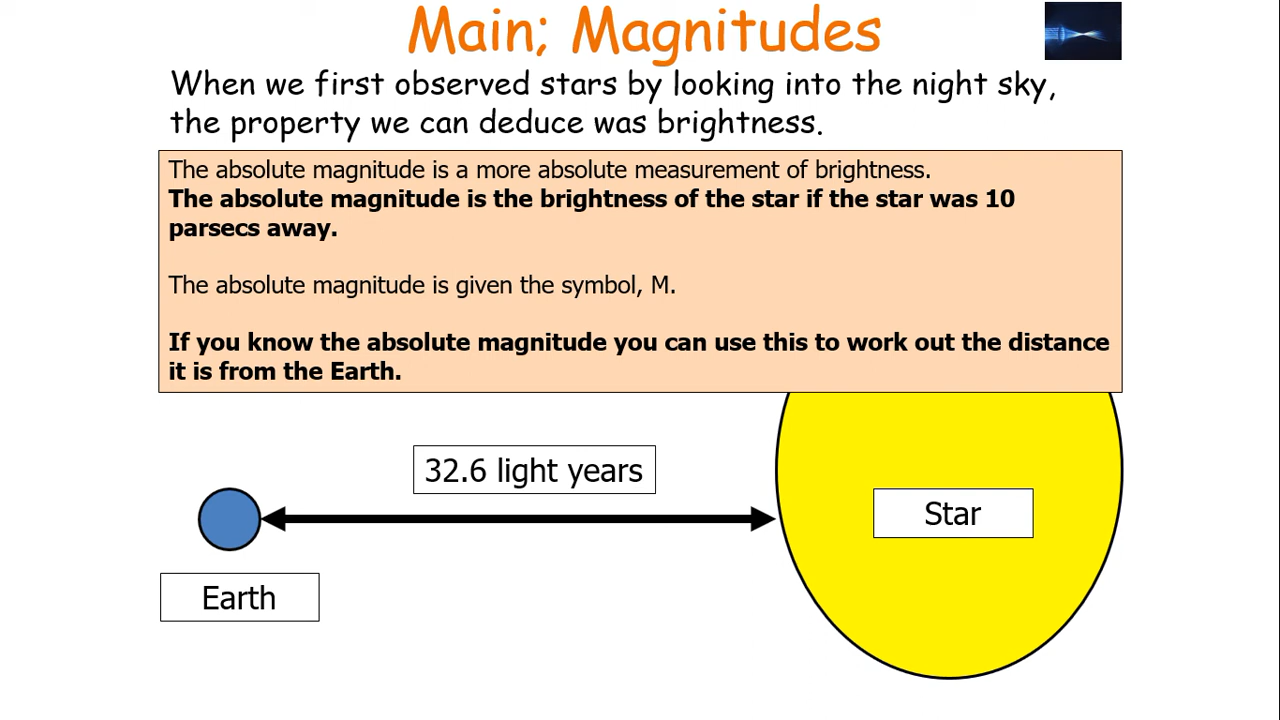 Main; Magnitudes
When we first observed stars by looking into the night sky,
the property we can deduce was brightness.
The absolute magnitude is a more absolute measurement of brightness.
The absolute magnitude is the brightness of the star if the star was 10
parsecs away.
The absolute magnitude is given the symbol, M.
If you know the absolute magnitude you can use this to work out the distance
it is from the Earth.
32.6 light years
Star
Earth